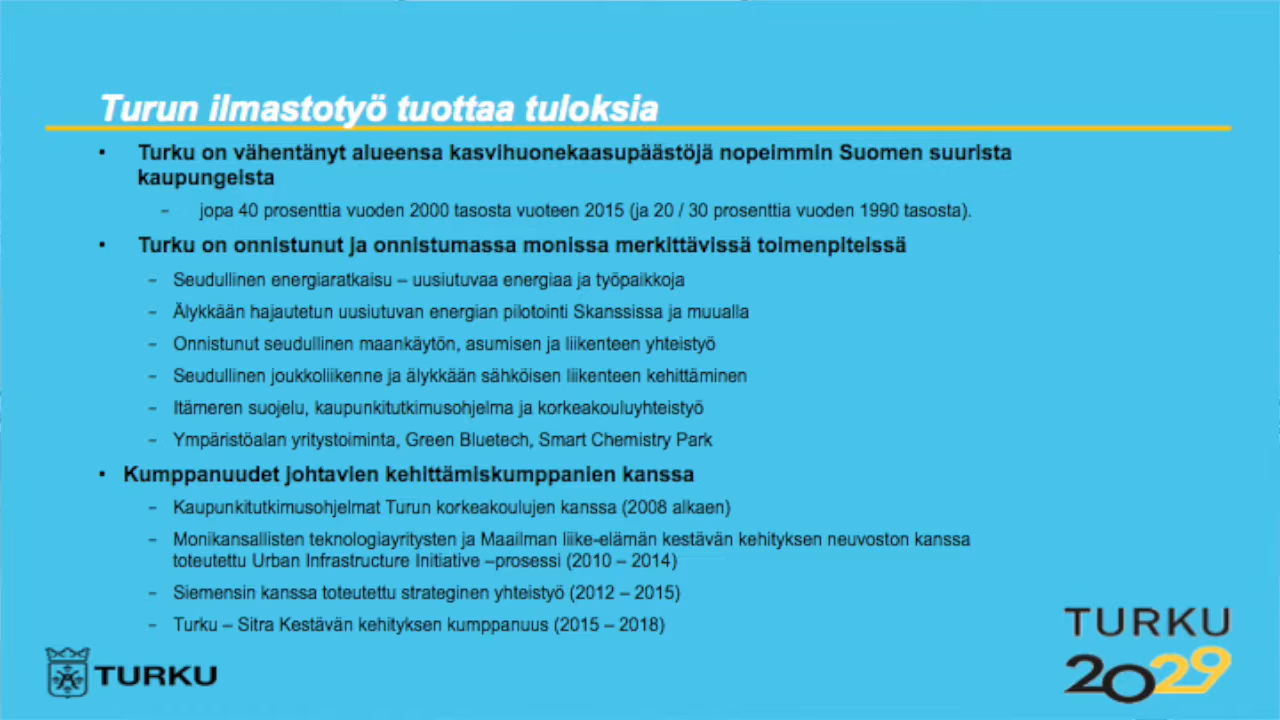 Turun ilmastotyö tuottaa tuloksia
• Turku on vähentänyt alueensa kasvihuonekaasupäästöjä nopeimmin Suomen suurista
kaupungeista
– jopa 40 prosenttia vuoden 2000 tasosta vuoteen 2015 (ja 20 / 30 prosenttia vuoden 1990 tasosta).
• Turku on onnistunut ja onnistumassa monissa merkittävissä toimenpiteissä
– Seudullinen energiaratkaisu – uusiutuvaa energiaa ja työpaikkoja
– Älykkään hajautetun uusiutuvan energian pilotointi Skanssissa ja muualla
– Onnistunut seudullinen maankäytön, asumisen ja liikenteen yhteistyö
– Seudullinen joukkoliikenne ja älykkään sähköisen liikenteen kehittäminen
– Itämeren suojelu, kaupunkitutkimusohjelma ja korkeakouluyhteistyö
– Ympäristöalan yritystoiminta, Green Bluetech, Smart Chemistry Park
• Kumppanuudet johtavien kehittämiskumppanien kanssa
– Kaupunkitutkimusohjelmat Turun korkeakoulujen kanssa (2008 alkaen)
– Monikansallisten teknologiayritysten ja Maailman liike-elämän kestävän kehityksen neuvoston kanssa
toteutettu Urban Infrastructure Initiative –prosessi (2010 – 2014)
– Siemensin kanssa toteutettu strateginen yhteistyö (2012 – 2015)
– Turku – Sitra Kestävän kehityksen kumppanuus (2015 – 2018)
TURKU
TURKU
2029